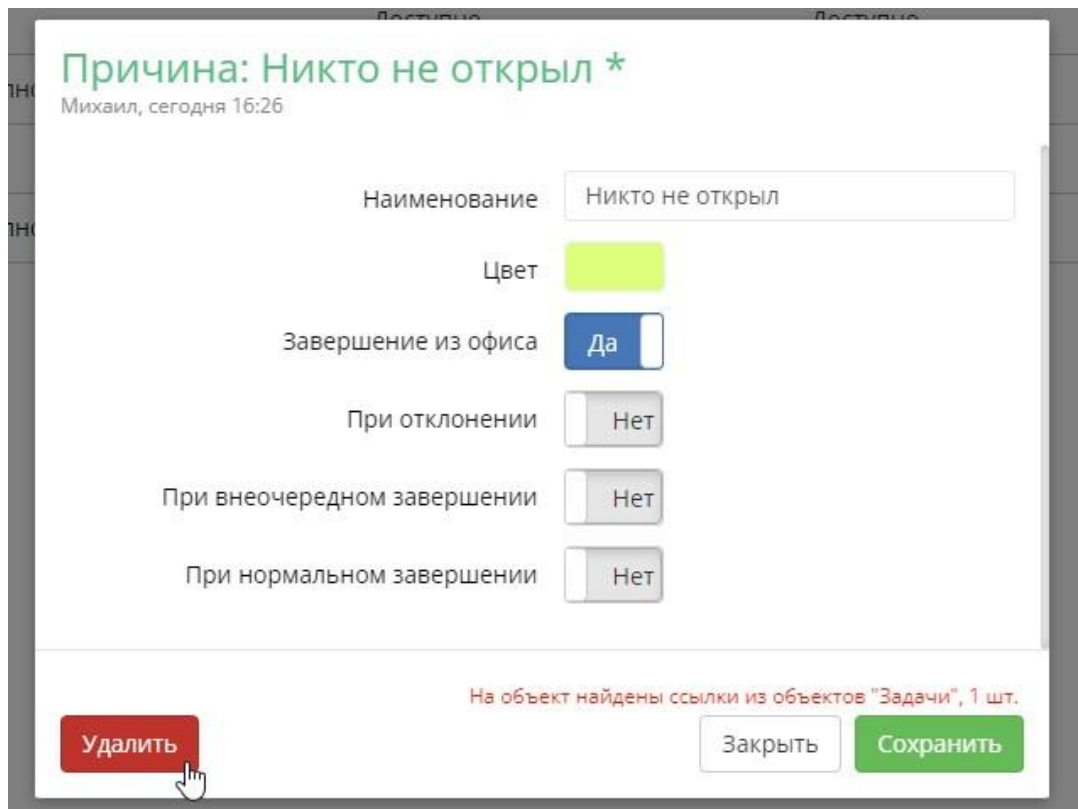 Причина: Никто не открыл *
Михаил, сегодня 16:26
Наименование
Никто не открыл
Цвет
Завершение из офиса
Да
При отклонении
Нет
При внеочередном завершении
Нет
При нормальном завершении
Нет
На объект найдены ссылки из объектов "Задачи", 1 шт.
Удалить
Закрыть
Сохранить